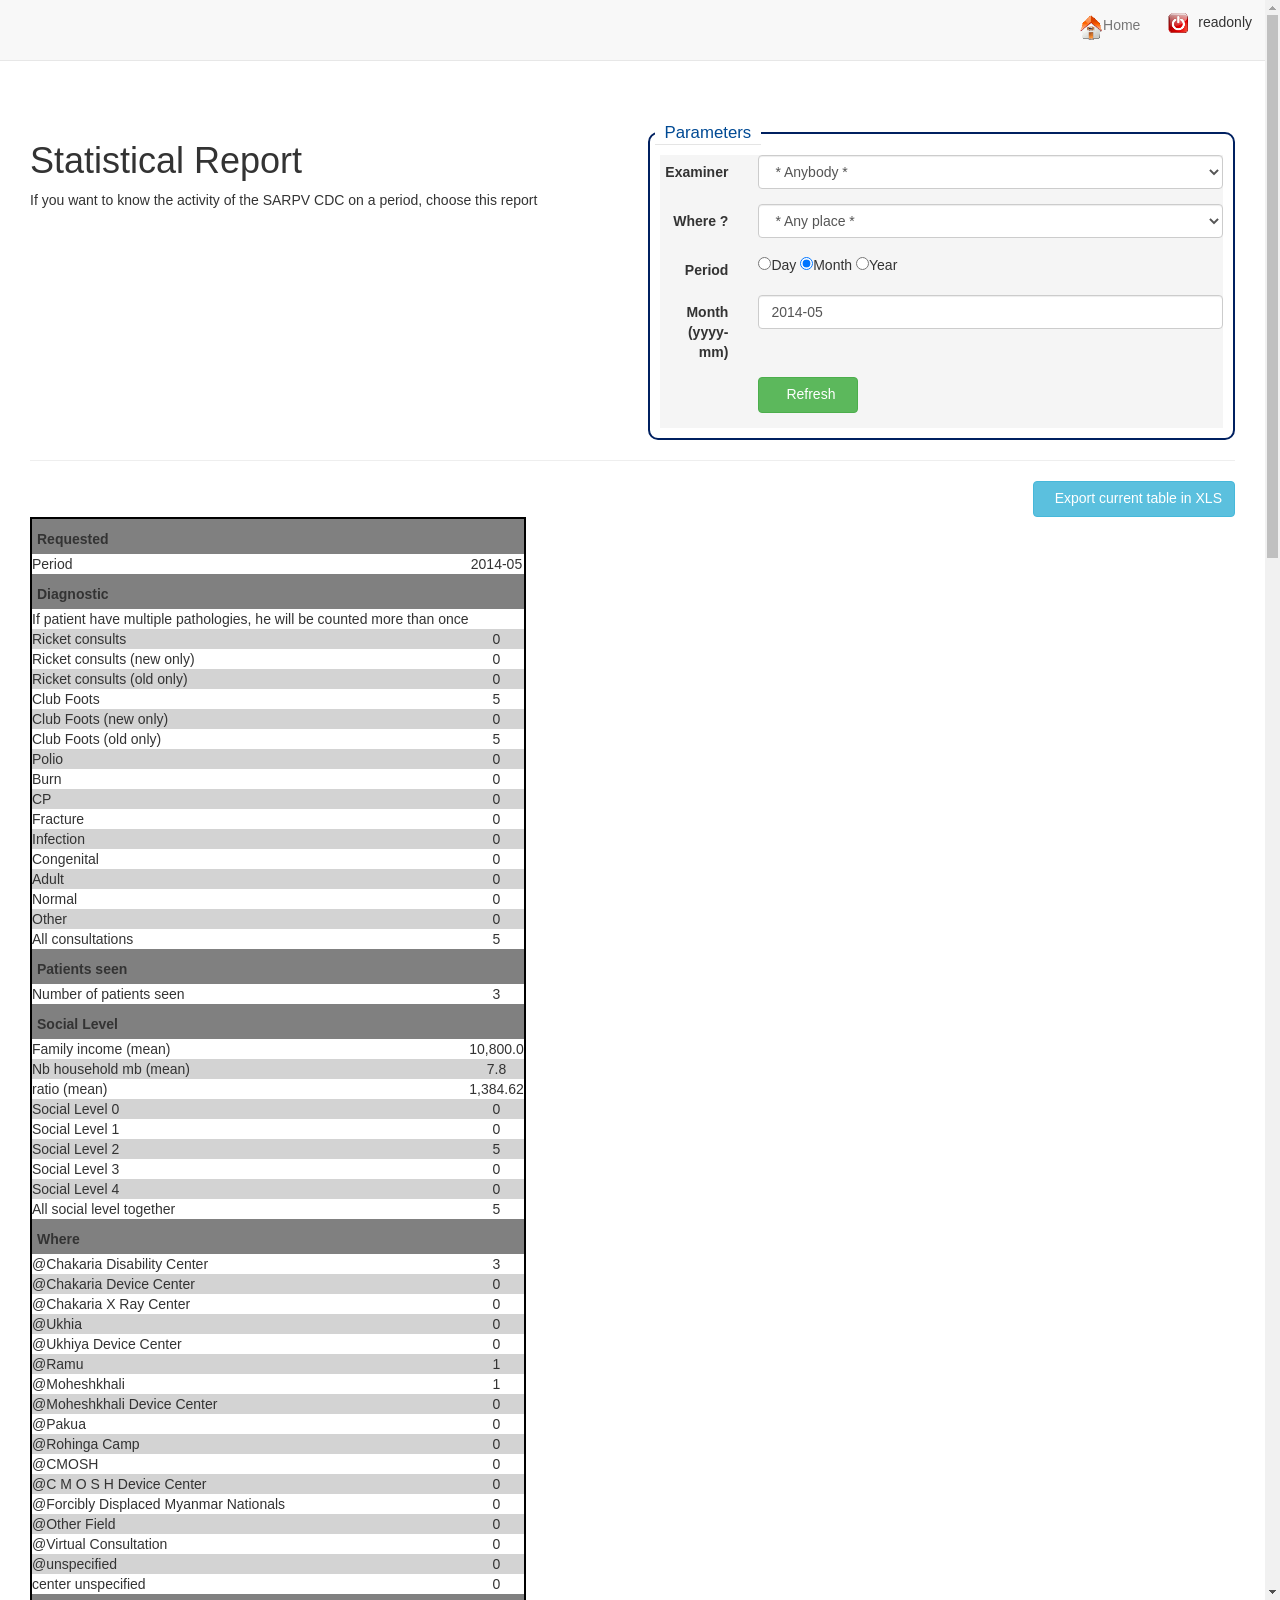 Home
readonly
Statistical Report
If you want to know the activity of the SARPV CDC on a period, choose this report
Parameters
Examiner * Anybody *
Where ? * Any place *
Period Day Month Year
Month (yyyy-mm) 2014-05
Refresh
Export current table in XLS
Requested
Period 2014-05
Diagnostic
If patient have multiple pathologies, he will be counted more than once
Ricket consults 0
Ricket consults (new only) 0
Ricket consults (old only) 0
Club Foots 5
Club Foots (new only) 0
Club Foots (old only) 5
Polio 0
Burn 0
CP 0
Fracture 0
Infection 0
Congenital 0
Adult 0
Normal 0
Other 0
All consultations 5
Patients seen
Number of patients seen 3
Social Level
Family income (mean) 10,800.0
Nb household mb (mean) 7.8
ratio (mean) 1,384.62
Social Level 0 0
Social Level 1 0
Social Level 2 5
Social Level 3 0
Social Level 4 0
All social level together 5
Where
@Chakaria Disability Center 3
@Chakaria Device Center 0
@Chakaria X Ray Center 0
@Ukhia 0
@Ukhiya Device Center 0
@Ramu 1
@Moheshkhali 1
@Moheshkhali Device Center 0
@Pakua 0
@Rohinga Camp 0
@CMOSH 0
@C M O S H Device Center 0
@Forcibly Displaced Myanmar Nationals 0
@Other Field 0
@Virtual Consultation 0
@unspecified 0
center unspecified 0